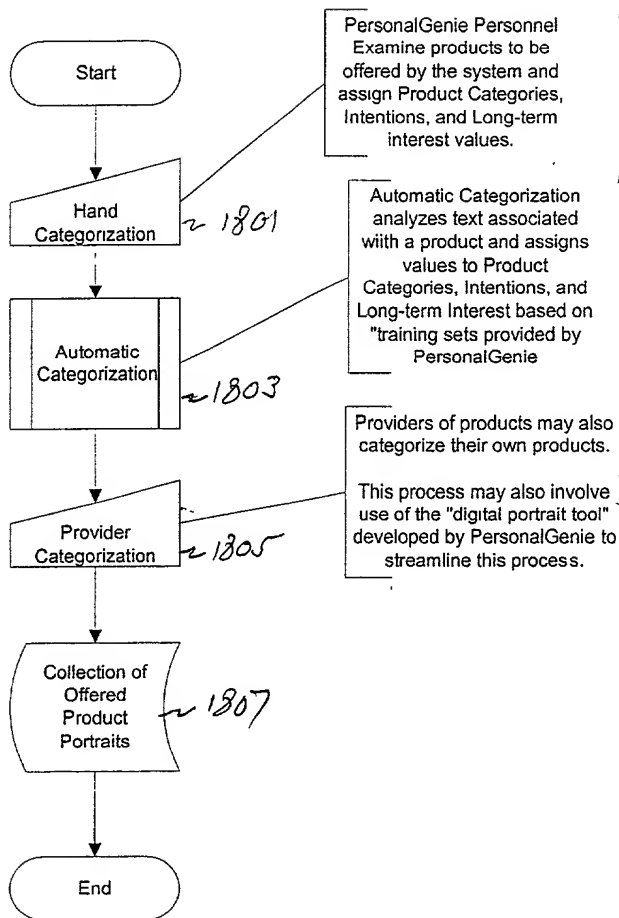 Start
PersonalGenie Personnel
Examine products to be
offered by the system and
assign Product Categories,
Intentions, and Long-term
interest values.
Hand
Categorization
1801
Automatic Categorization
analyzes text associated
wiith a product and assigns
values to Product
Categories, Intentions, and
Long-term Interest based on
"training sets provided by
PersonalGenie
Automatic
Categorization
1803
Providers of products may also
categorize their own products.
This process may also involve
use of the "digital portrait tool"
developed by PersonalGenie to
streamline this process.
Provider
Categorization
1805
Collection of
Offered
Product
Portraits
1807
End